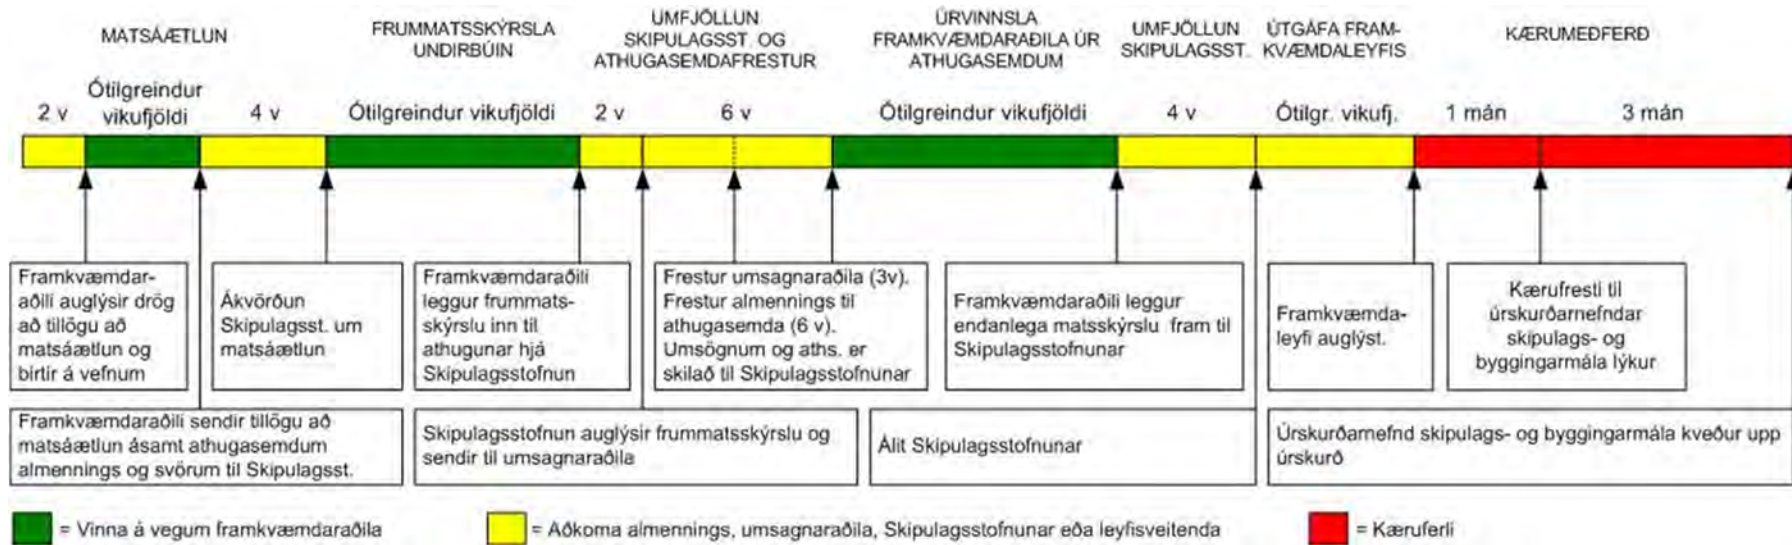 MATSÁÆTLUN
FRUMMATSSKÝRSLA
UNDIRBÚIN
UMFJÖLLUN
SKIPULAGSST. OG
ATHUGASEMDAFRESTUR
ÚRVINNSLA
FRAMKVÆMDARAÐILA ÚR
ATHUGASEMDUM
UMFJÖLLUN
SKIPULAGSST.
ÚTGÁFA FRAM-
KVÆMDALEYFIS
KÆRUMEÐFERÐ
2 v
Ótilgreindur
vikufjöldi
4 v
Ótilgreindur vikufjöldi
2 v
6 v
Ótilgreindur vikufjöldi
4 v
Ótilgr. vikufj.
1 mán
3 mán
Framkvæmdar-
aðili auglýsir drög
að tillögu að
matsáætlun og
birtir á vefnum
Ákvörðun
Skipulagsst. um
matsáætlun
Framkvæmdaraðili
leggur frummats-
skýrslu inn til
athugunar hjá
Skipulagsstofnun
Frestur umsagnaraðila (3v).
Frestur almennings til
athugasemda (6 v).
Umsögnum og aths. er
skilað til Skipulagsstofnunar
Framkvæmdaraðili leggur
endanlega matsskýrslu fram til
Skipulagsstofnunar
Framkvæmda-
leyfi auglýst.
Kærufresti til
úrskurðarnefndar
skipulags- og
byggingarmála lýkur
Framkvæmdaraðili sendir tillögu að
matsáætlun ásamt athugasemdum
almennings og svörum til Skipulagsst.
Skipulagsstofnun auglýsir frummatsskýrslu og
sendir til umsagnaraðila
Álit Skipulagsstofnunar
Úrskurðarnefnd skipulags- og byggingarmála kveður upp
úrskurð
= Vinna á vegum framkvæmdaraðila
= Aðkoma almennings, umsagnaraðila, Skipulagsstofnunar eða leyfisveitenda
= Kæruferli